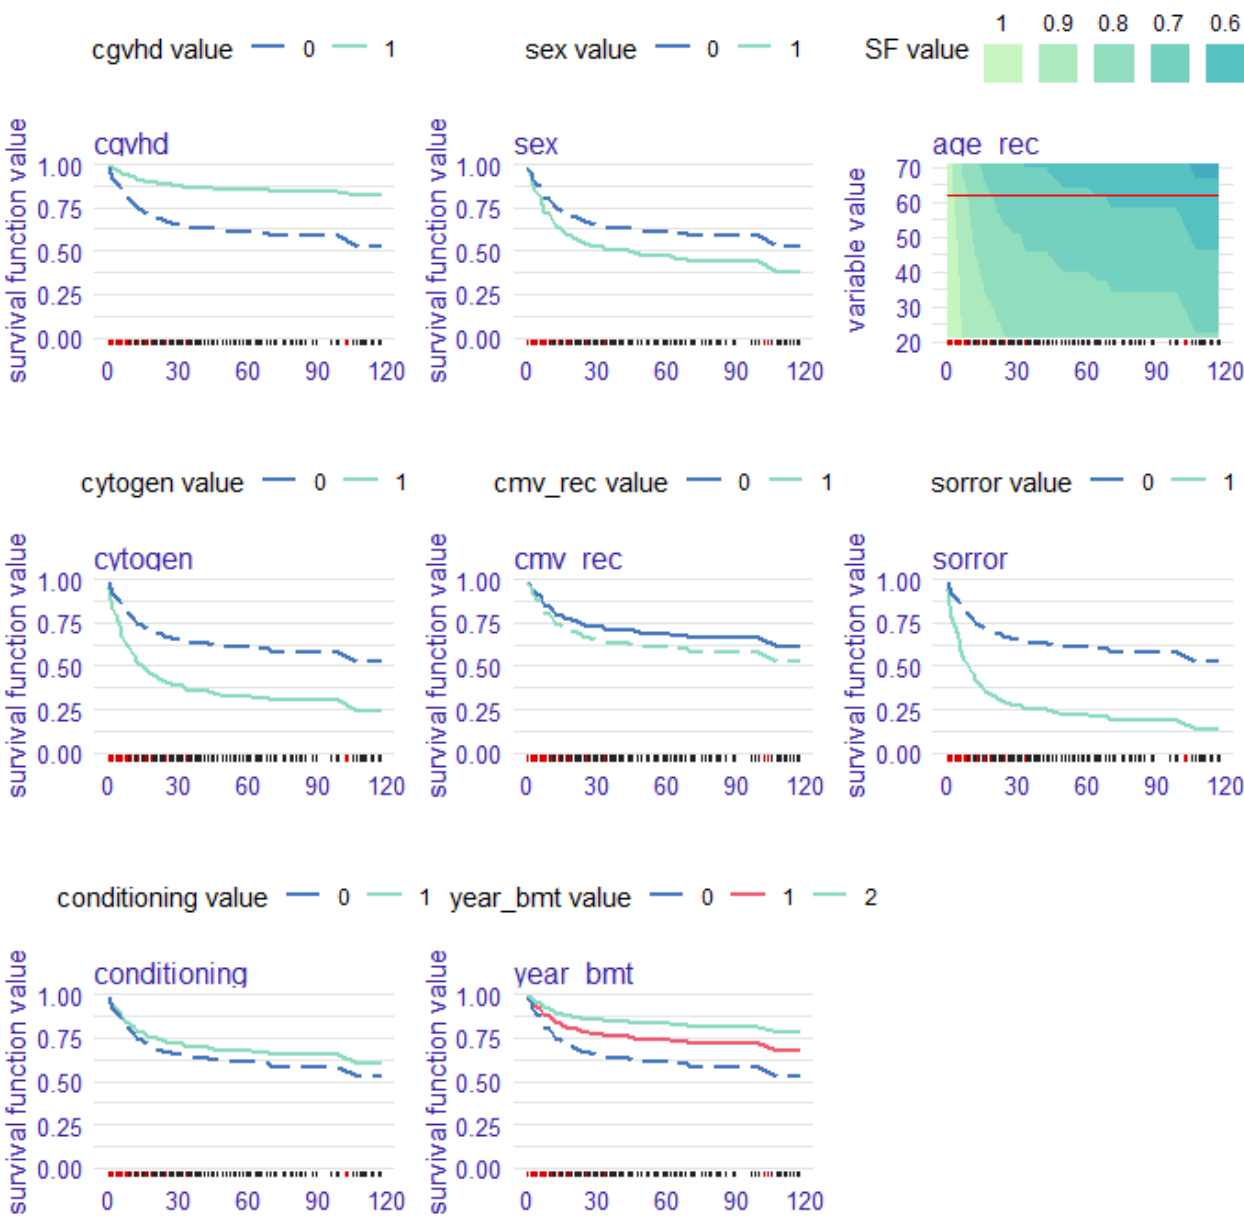 cgvhd value 0 1
sex value 0 1
SF value 1 0.9 0.8 0.7 0.6
cgvhd
survival function value
1.00
0.75
0.50
0.25
0.00
0 30 60 90 120
sex
survival function value
1.00
0.75
0.50
0.25
0.00
0 30 60 90 120
age_rec
variable value
70
60
50
40
30
20
0 30 60 90 120
cytogen value 0 1
cmv_rec value 0 1
sorror value 0 1
cytogen
survival function value
1.00
0.75
0.50
0.25
0.00
0 30 60 90 120
cmv_rec
survival function value
1.00
0.75
0.50
0.25
0.00
0 30 60 90 120
sorror
survival function value
1.00
0.75
0.50
0.25
0.00
0 30 60 90 120
conditioning value 0 1
year_bmt value 0 1 2
conditioning
survival function value
1.00
0.75
0.50
0.25
0.00
0 30 60 90 120
year_bmt
survival function value
1.00
0.75
0.50
0.25
0.00
0 30 60 90 120